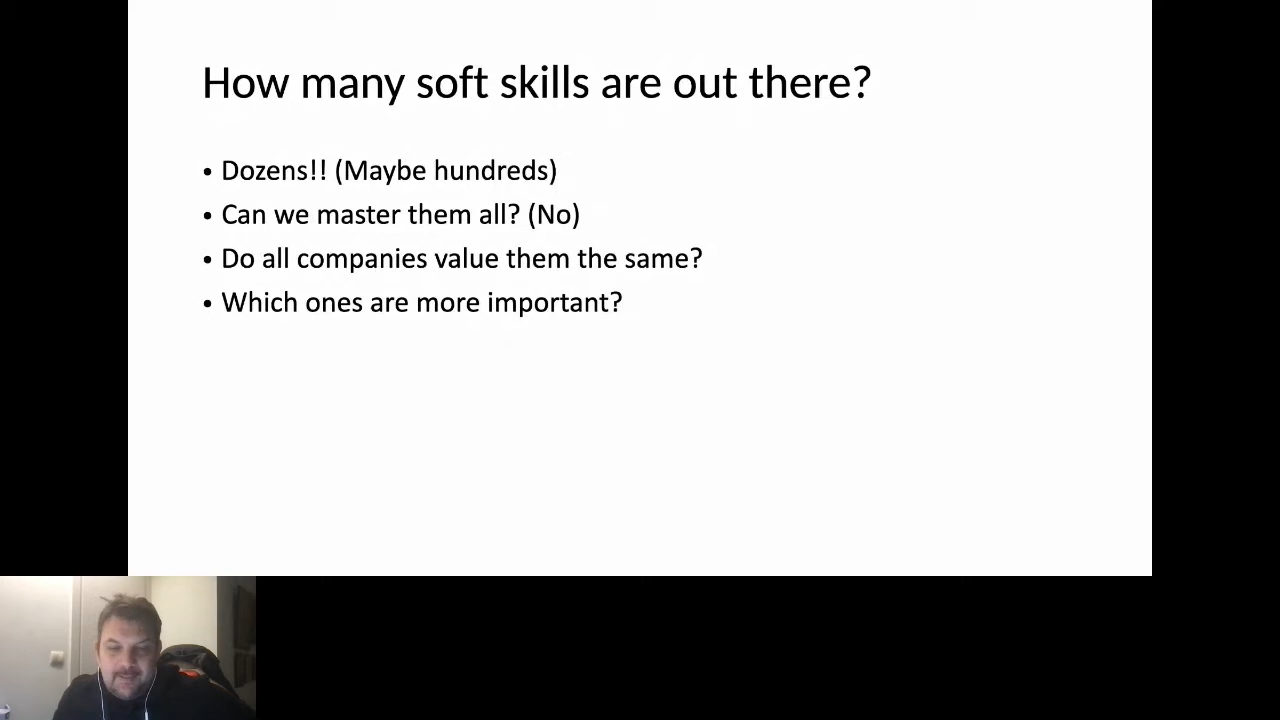 How many soft skills are out there?
• Dozens!! (Maybe hundreds)
• Can we master them all? (No)
• Do all companies value them the same?
• Which ones are more important?